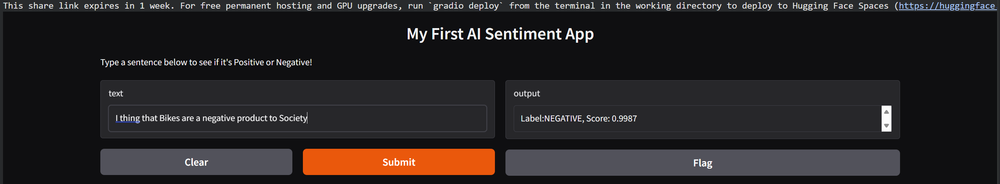 This share link expires in 1 week. For free permanent hosting and GPU upgrades, run `gradio deploy` from the terminal in the working directory to deploy to Hugging Face Spaces (https://huggingface.
My First AI Sentiment App
Type a sentence below to see if it's Positive or Negative!
text
I thing that Bikes are a negative product to Society
output
Label:NEGATIVE, Score: 0.9987
Clear
Submit
Flag